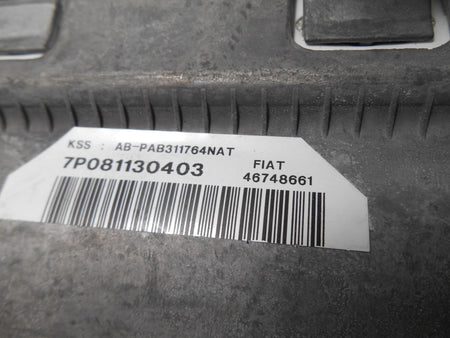 KSS : AB-PAB311764NAT
7P081130403
FIAT
46748661